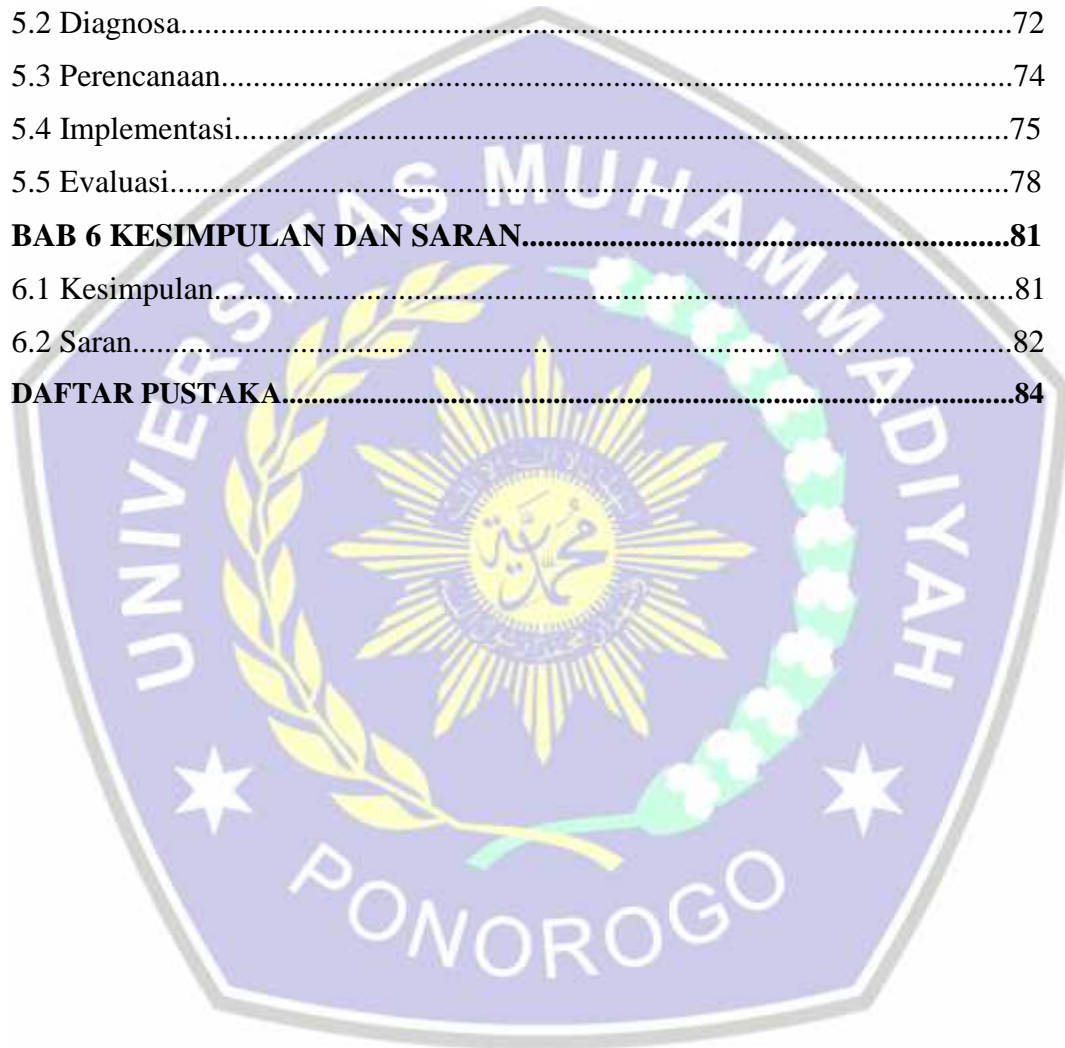 5.2 Diagnosa.....................................................................................................72
5.3 Perencanaan...............................................................................................74
5.4 Implementasi..............................................................................................75
5.5 Evaluasi......................................................................................................78
BAB 6 KESIMPULAN DAN SARAN.............................................................81
6.1 Kesimpulan.................................................................................................81
6.2 Saran...........................................................................................................82
DAFTAR PUSTAKA........................................................................................84
UNIVERSITAS MUHAMMADIYAH
محمدية
PONOROGO